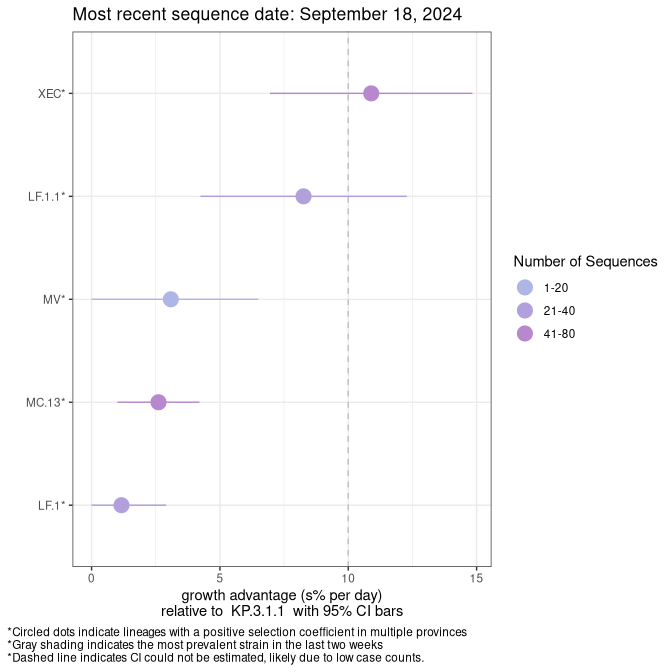 Most recent sequence date: September 18, 2024
XEC*
LF.1.1*
MV*
MC.13*
LF.1*
0
5
10
15
growth advantage (s% per day)
relative to  KP.3.1.1  with 95% CI bars
Number of Sequences
1-20
21-40
41-80
*Circled dots indicate lineages with a positive selection coefficient in multiple provinces
*Gray shading indicates the most prevalent strain in the last two weeks
*Dashed line indicates CI could not be estimated, likely due to low case counts.